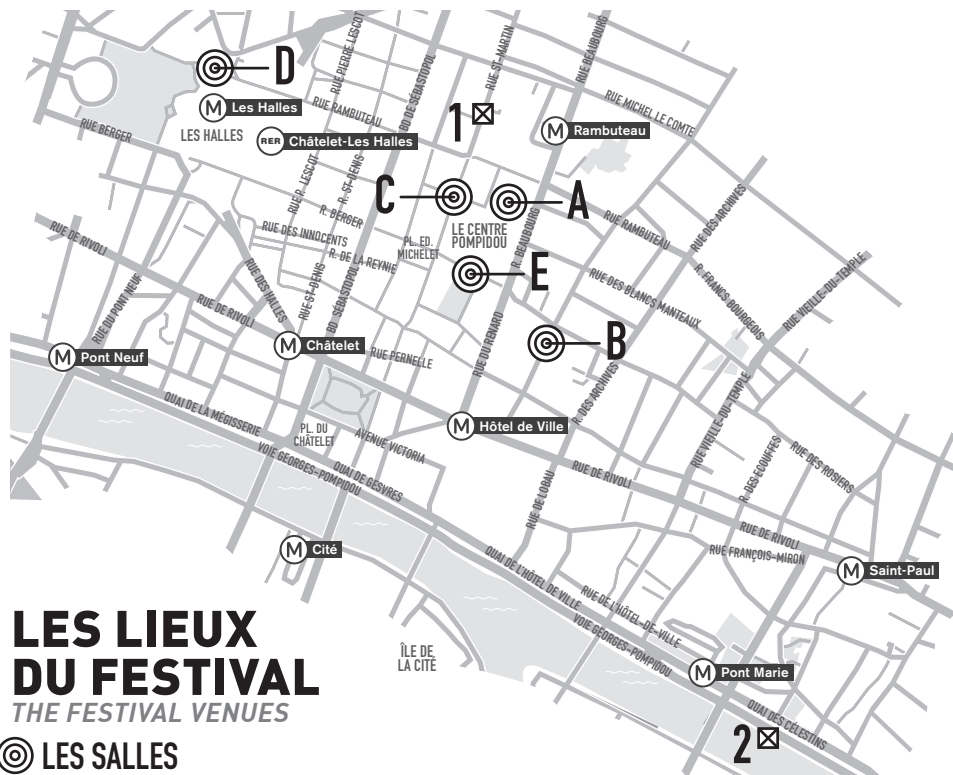 D
RUE PIERRE LESCOT
BD DE SÉBASTOPOL
RUE ST-MARTIN
RUE BEAUBOURG
M Les Halles
RUE RAMBUTEAU
RUE MICHEL LE COMTE
1
M Rambuteau
RUE BERGER
LES HALLES
RER Châtelet-Les Halles
RUE P. LESCOT
R. ST-DENIS
C
A
R. BERGER
LE CENTRE
POMPIDOU
RUE RAMBUTEAU
RUE DES ARCHIVES
RUE DES INNOCENTS
PL. ED.
MICHELET
R. BEAUBOURG
R. DE LA REYNIE
RUE DE RIVOLI
E
R. FRANCS BOURGEOIS
RUE VIEILLE-DU-TEMPLE
RUE DU PONT NEUF
RUE DES HALLES
RUE ST-DENIS
BD. SÉBASTOPOL
RUE DES BLANCS MANTEAUX
RUE DE RIVOLI
M Pont Neuf
M Châtelet
RUE PERNELLE
RUE DU RENARD
B
R. DES ARCHIVES
RUE VIEILLE-DU-TEMPLE
QUAI DE LA MÉGISSERIE
PL. DU
CHÂTELET
AVENUE VICTORIA
M Hôtel de Ville
VOIE GEORGES-POMPIDOU
QUAI DE GESVRES
RUE DE LOBAU
RUE DE RIVOLI
R. DES ECOUFFES
RUE DES ROSIERS
RUE DE RIVOLI
M Cité
RUE FRANÇOIS-MIRON
M Saint-Paul
QUAI DE L'HÔTEL DE VILLE
RUE DE L'HÔTEL-DE-VILLE
VOIE GEORGES-POMPIDOU
ÎLE DE
LA CITÉ
M Pont Marie
QUAI DES CÉLESTINS
2
LES LIEUX
DU FESTIVAL
THE FESTIVAL VENUES
LES SALLES